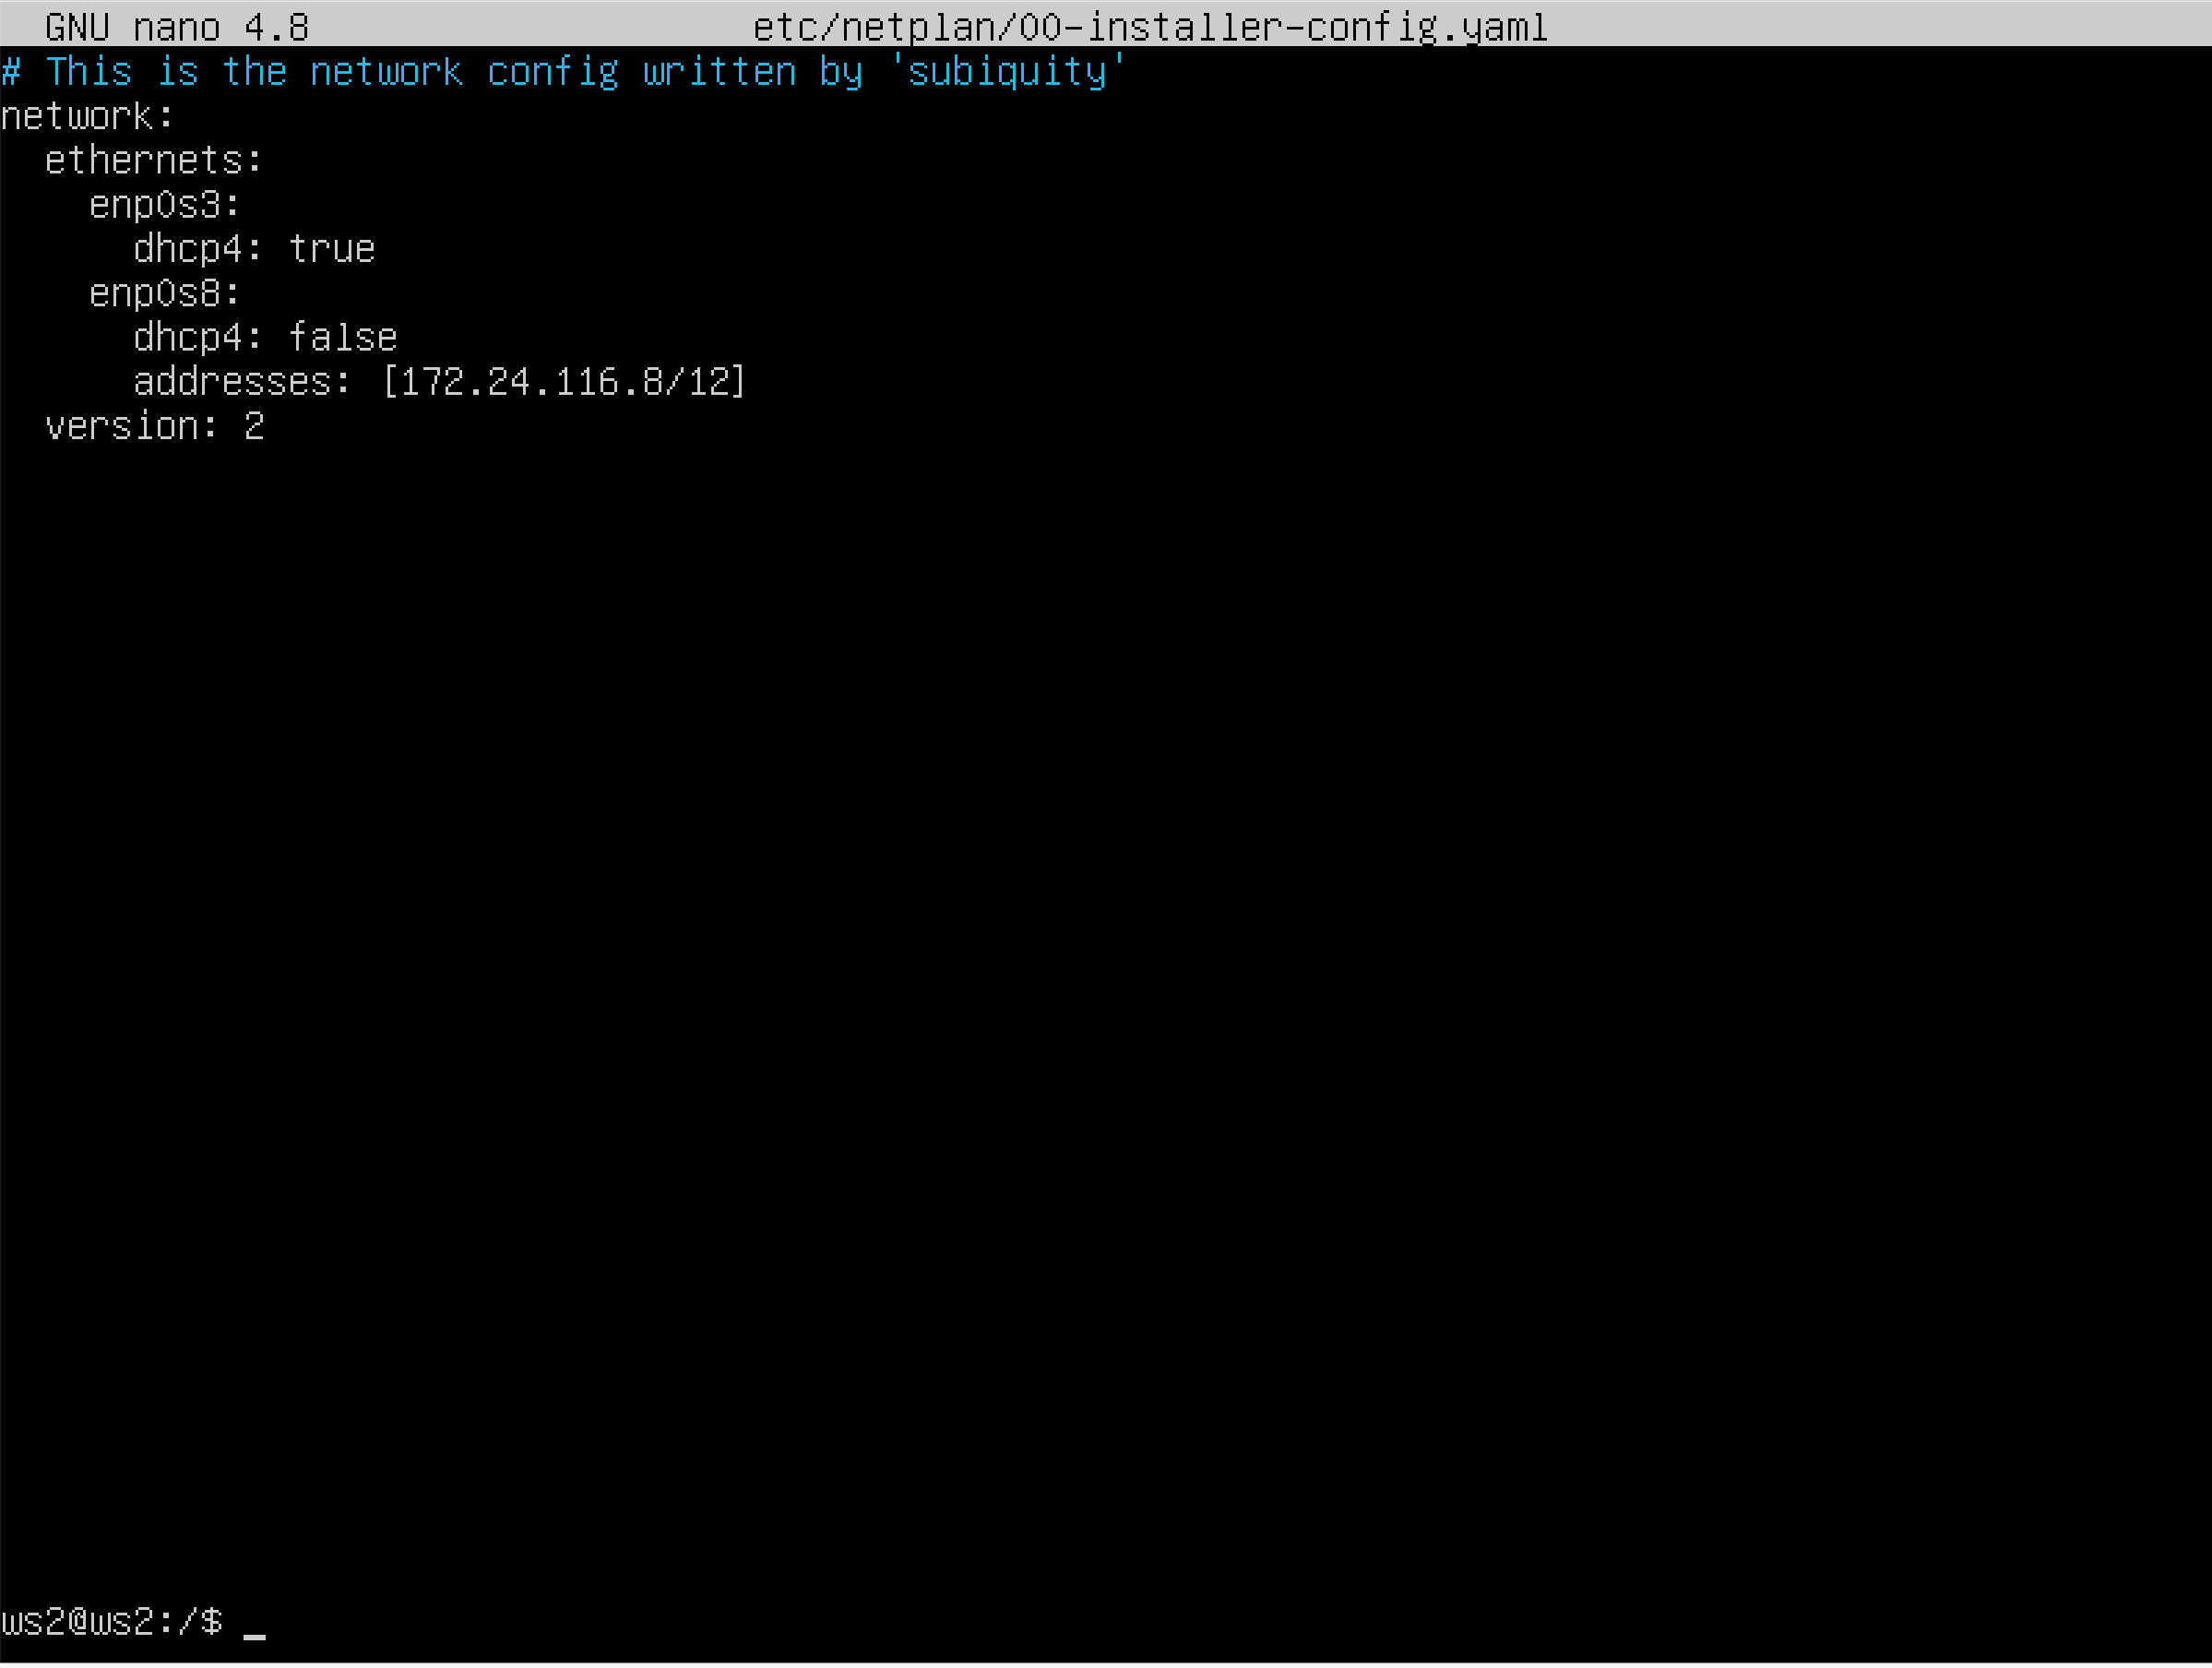 GNU nano 4.8 etc/netplan/00-installer-config.yaml
# This is the network config written by 'subiquity'
network:
  ethernets:
    enp0s3:
      dhcp4: true
    enp0s8:
      dhcp4: false
      addresses: [172.24.116.8/12]
  version: 2
ws2@ws2:/$ _